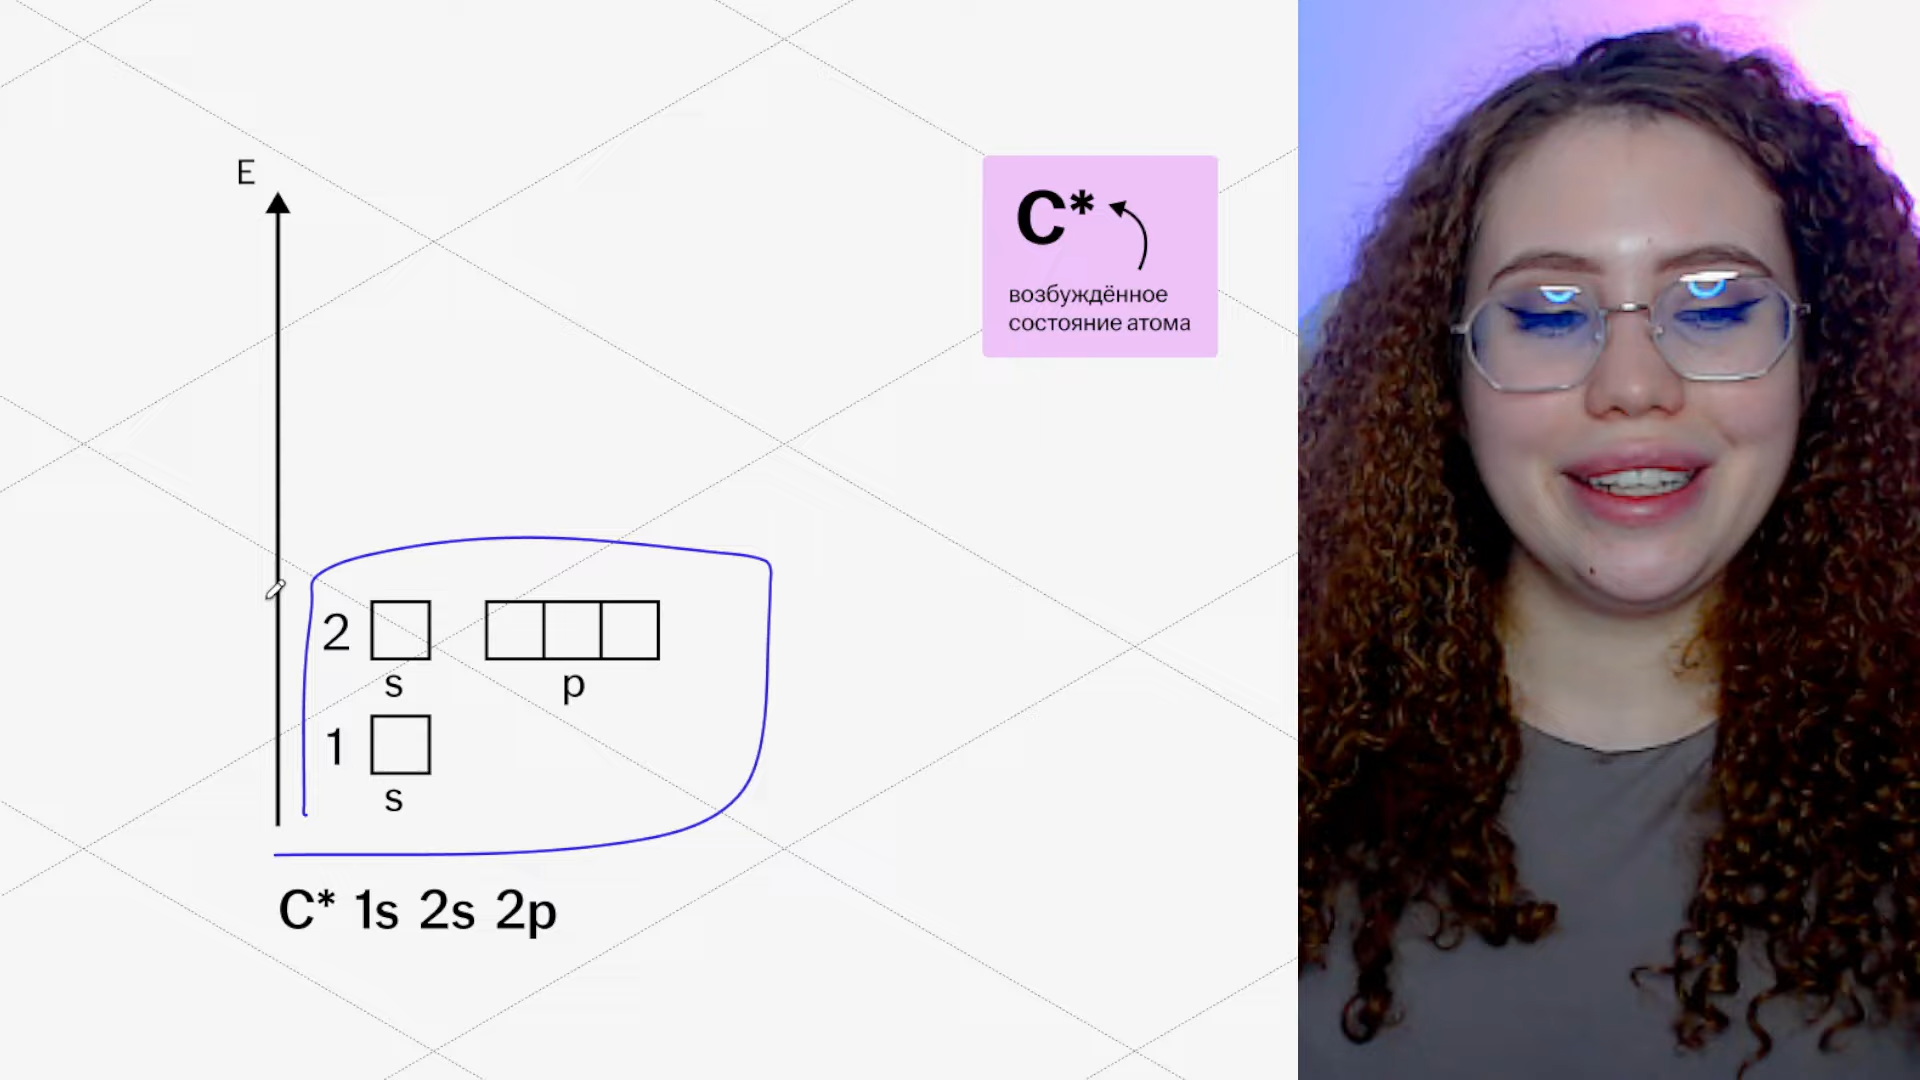 E
C*
возбуждённое
состояние атома
2
s p
1
s
C* 1s 2s 2p